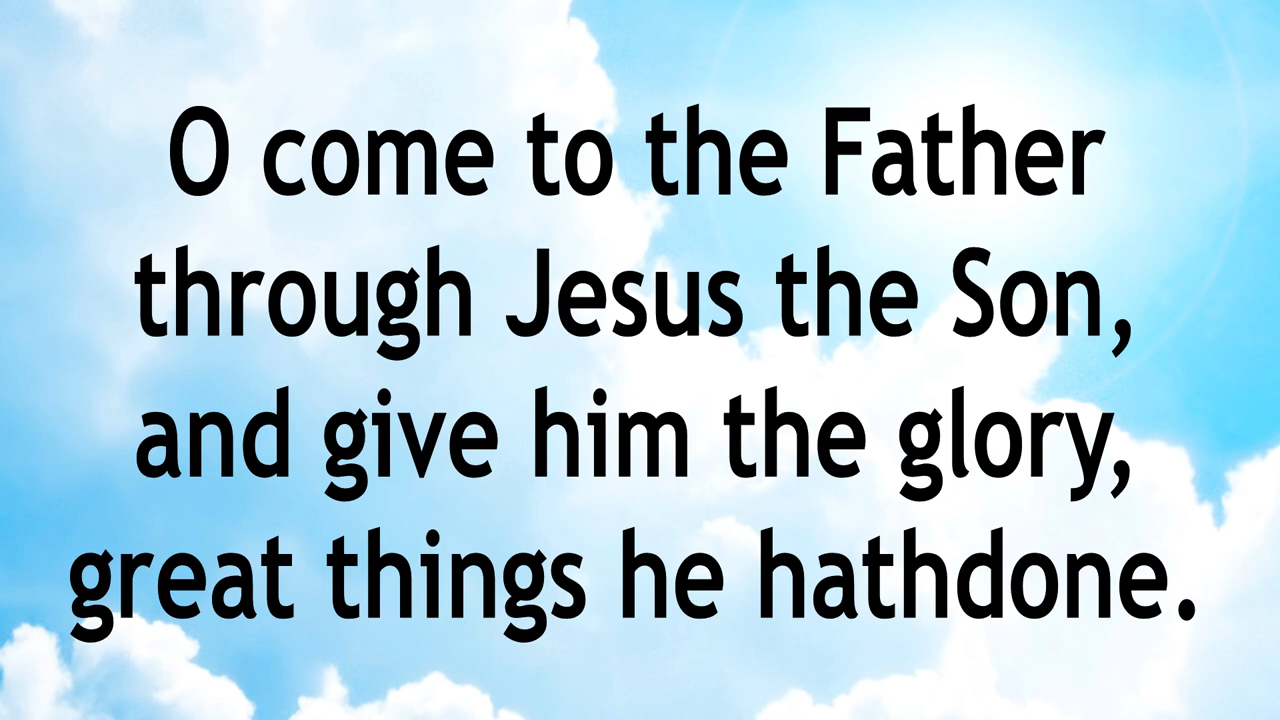 O come to the Father
through Jesus the Son,
and give him the glory,
great things he hathdone.